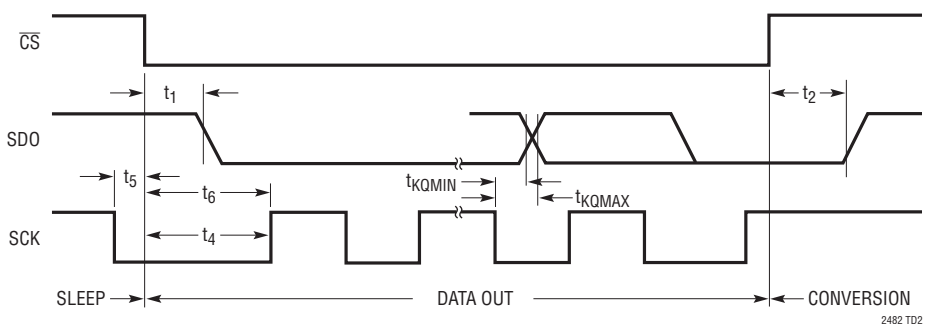 CS
t1
t2
SDO
t5
t6
tKQMIN
tKQMAX
t4
SCK
SLEEP
DATA OUT
CONVERSION
2482 TD2